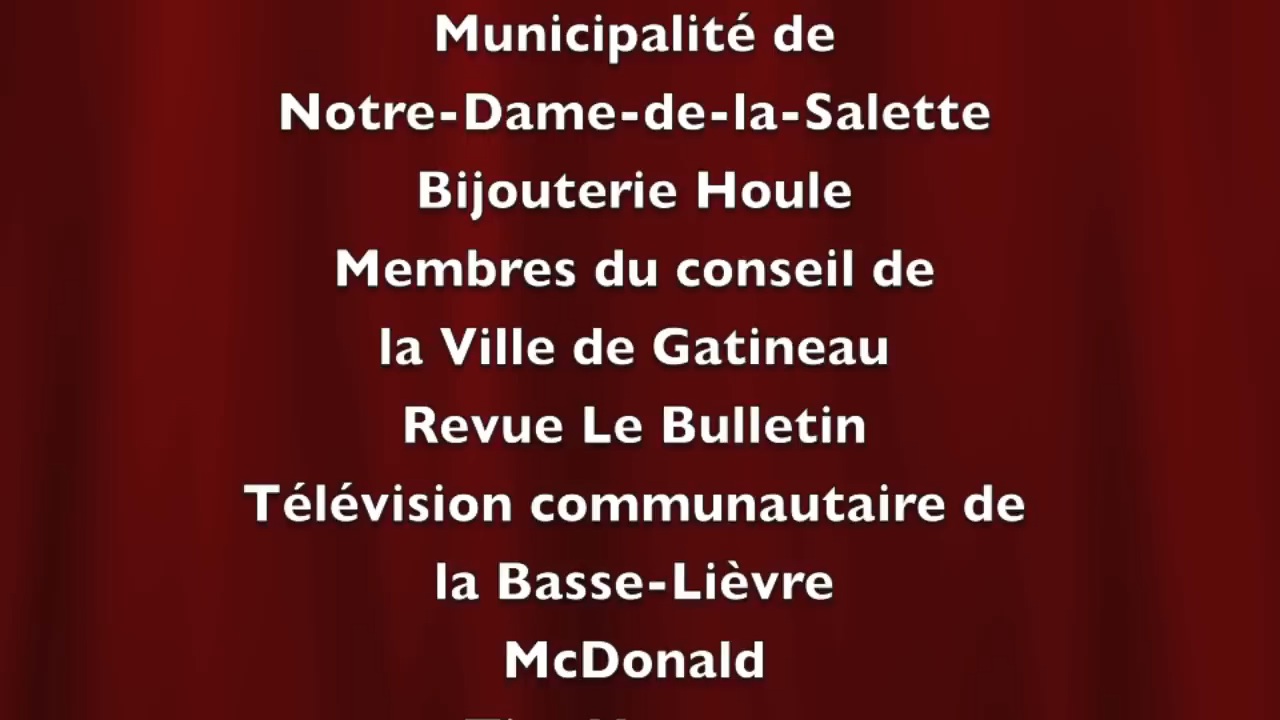 Municipalité de
Notre-Dame-de-la-Salette
Bijouterie Houle
Membres du conseil de
la Ville de Gatineau
Revue Le Bulletin
Télévision communautaire de
la Basse-Lièvre
McDonald